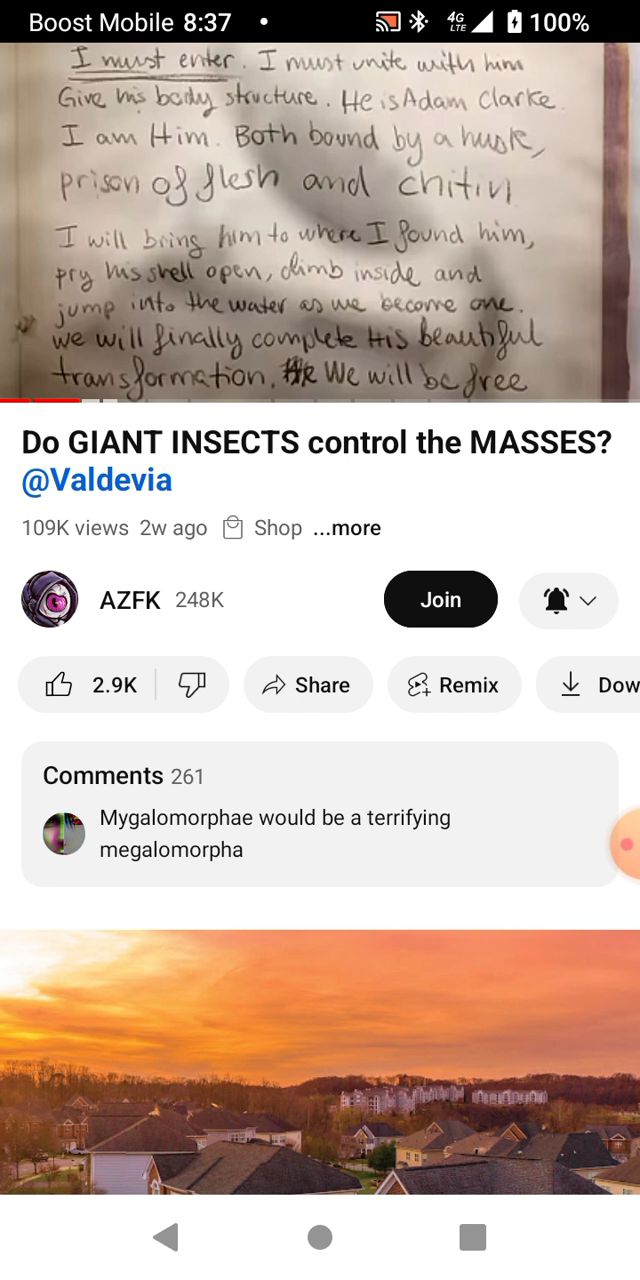 Boost Mobile 8:37 • 4G LTE 100%
I must enter. I must unite with him
Give his body structure. He is Adam Clarke.
I am Him. Both bound by a husk,
prison of flesh and chitin
I will bring him to where I found him,
pry his shell open, climb inside and
jump into the water as we become one.
we will finally complete His beautiful
transformation. We will be free
Do GIANT INSECTS control the MASSES?
@Valdevia
109K views 2w ago Shop ...more
AZFK 248K Join
2.9K Share Remix Dow
Comments 261
Mygalomorphae would be a terrifying
megalomorpha